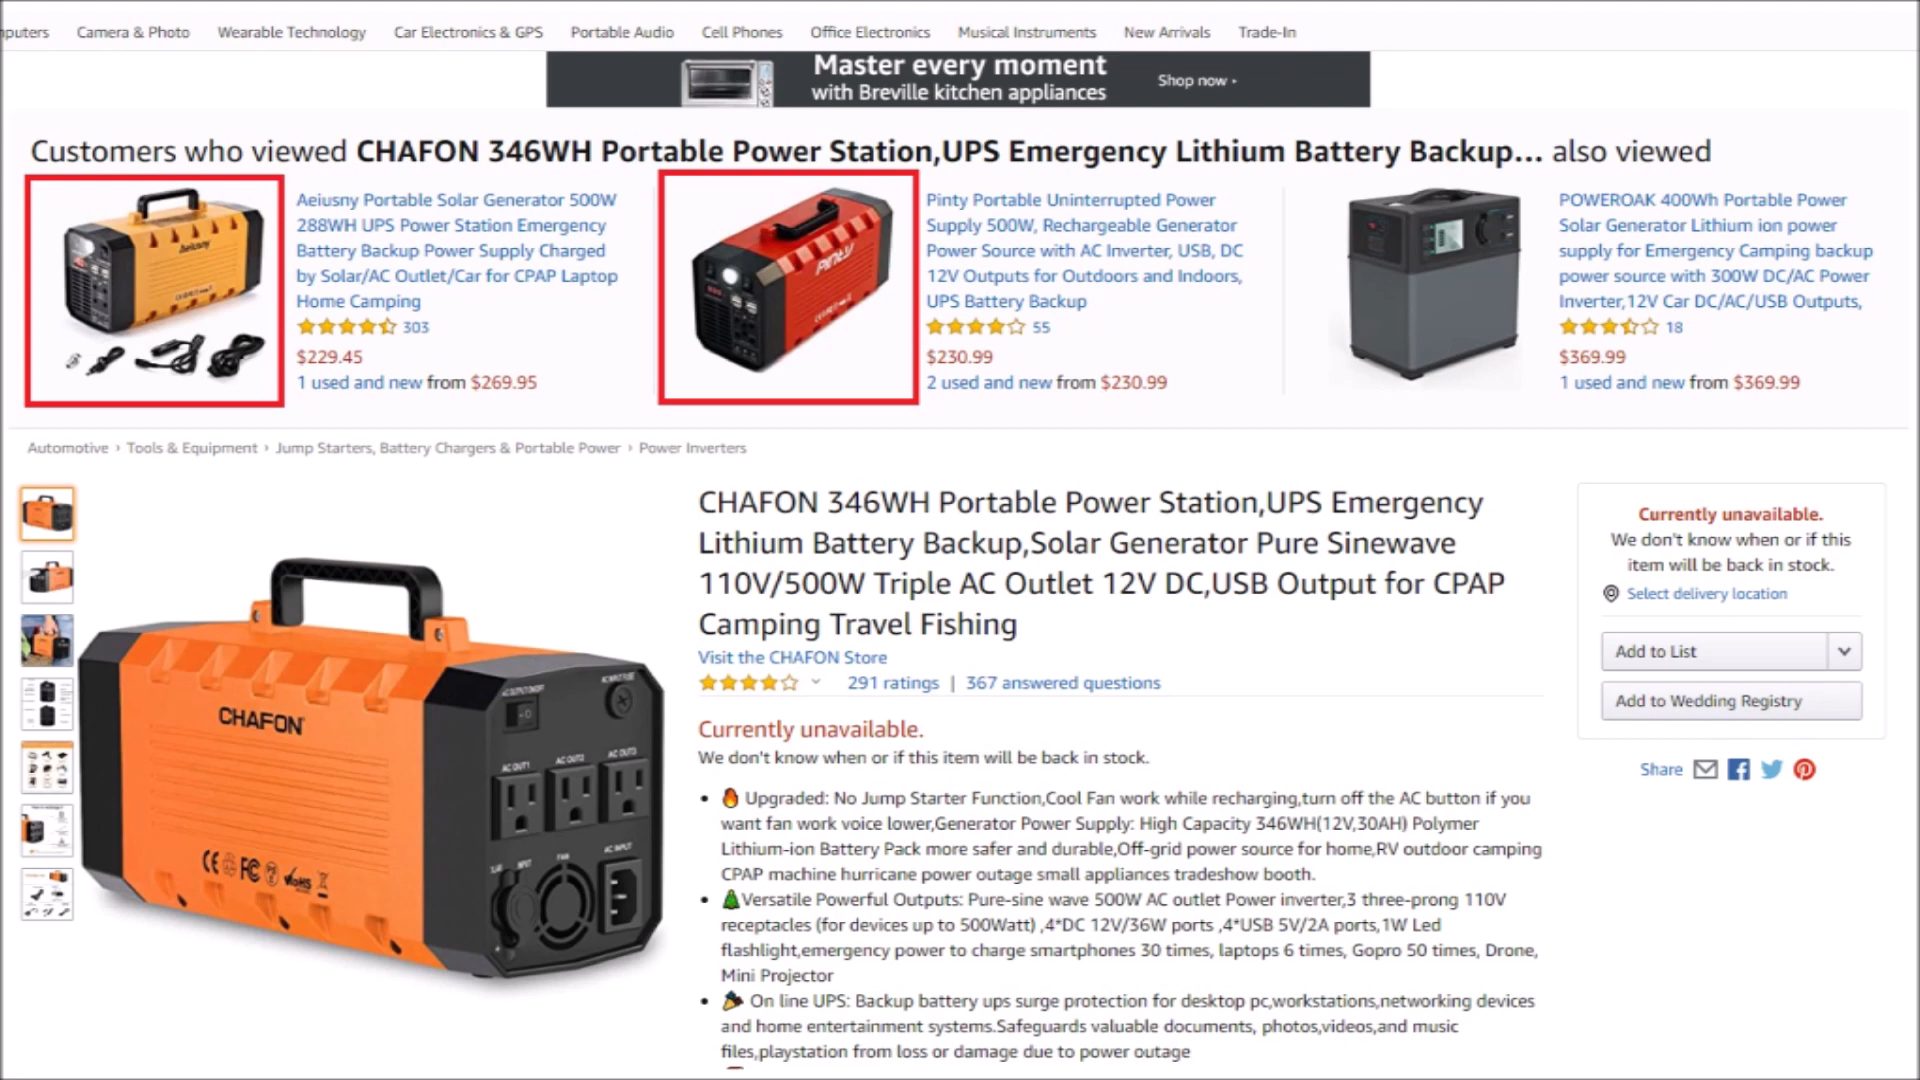 nputers Camera & Photo Wearable Technology Car Electronics & GPS Portable Audio Cell Phones Office Electronics Musical Instruments New Arrivals Trade-In
Master every moment
with Breville kitchen appliances
Shop now
Customers who viewed CHAFON 346WH Portable Power Station,UPS Emergency Lithium Battery Backup... also viewed
Aeiusny
Aeiusny Portable Solar Generator 500W
288WH UPS Power Station Emergency
Battery Backup Power Supply Charged
by Solar/AC Outlet/Car for CPAP Laptop
Home Camping
303
$229.45
1 used and new from $269.95
Pinty
Pinty Portable Uninterrupted Power
Supply 500W, Rechargeable Generator
Power Source with AC Inverter, USB, DC
12V Outputs for Outdoors and Indoors,
UPS Battery Backup
55
$230.99
2 used and new from $230.99
POWEROAK 400Wh Portable Power
Solar Generator Lithium ion power
supply for Emergency Camping backup
power source with 300W DC/AC Power
Inverter,12V Car DC/AC/USB Outputs,
18
$369.99
1 used and new from $369.99
Automotive › Tools & Equipment › Jump Starters, Battery Chargers & Portable Power › Power Inverters
CHAFON
AC OUT1
AC OUT2
AC OUT3
AC INPUT
FAN
CE FC RoHS
CHAFON 346WH Portable Power Station,UPS Emergency
Lithium Battery Backup,Solar Generator Pure Sinewave
110V/500W Triple AC Outlet 12V DC,USB Output for CPAP
Camping Travel Fishing
Visit the CHAFON Store
291 ratings | 367 answered questions
Currently unavailable.
We don't know when or if this item will be back in stock.
• Upgraded: No Jump Starter Function,Cool Fan work while recharging,turn off the AC button if you
want fan work voice lower,Generator Power Supply: High Capacity 346WH(12V,30AH) Polymer
Lithium-ion Battery Pack more safer and durable,Off-grid power source for home,RV outdoor camping
CPAP machine hurricane power outage small appliances tradeshow booth.
• Versatile Powerful Outputs: Pure-sine wave 500W AC outlet Power inverter,3 three-prong 110V
receptacles (for devices up to 500Watt) ,4*DC 12V/36W ports ,4*USB 5V/2A ports,1W Led
flashlight,emergency power to charge smartphones 30 times, laptops 6 times, Gopro 50 times, Drone,
Mini Projector
• On line UPS: Backup battery ups surge protection for desktop pc,workstations,networking devices
and home entertainment systems.Safeguards valuable documents, photos,videos,and music
files,playstation from loss or damage due to power outage
Currently unavailable.
We don't know when or if this
item will be back in stock.
Select delivery location
Add to List
Add to Wedding Registry
Share